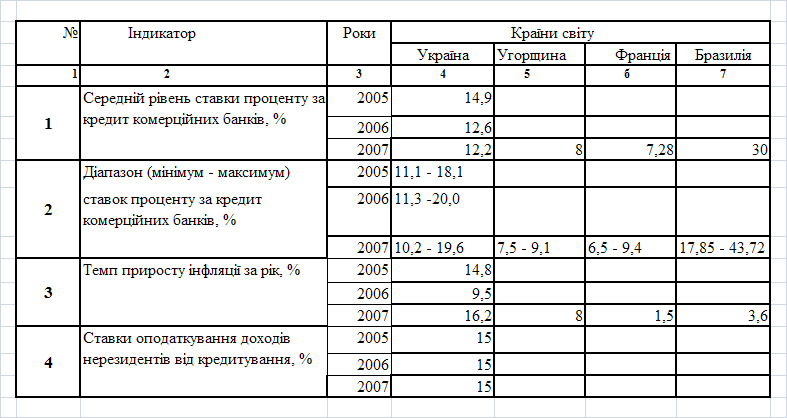 № Індикатор Роки Країни світу
Україна Угорщина Франція Бразилія
1 2 3 4 5 6 7
Середній рівень ставки проценту за 2005 14,9
1 кредит комерційних банків, %
2006 12,6
2007 12,2 8 7,28 30
Діапазон (мінімум - максимум) 2005 11,1 - 18,1
ставок проценту за кредит 2006 11,3 -20,0
2 комерційних банків, %
2007 10,2 - 19,6 7,5 - 9,1 6,5 - 9,4 17,85 - 43,72
Темп приросту інфляції за рік, % 2005 14,8
3 2006 9,5
2007 16,2 8 1,5 3,6
Ставки оподаткування доходів 2005 15
4 нерезидентів від кредитування, % 2006 15
2007 15